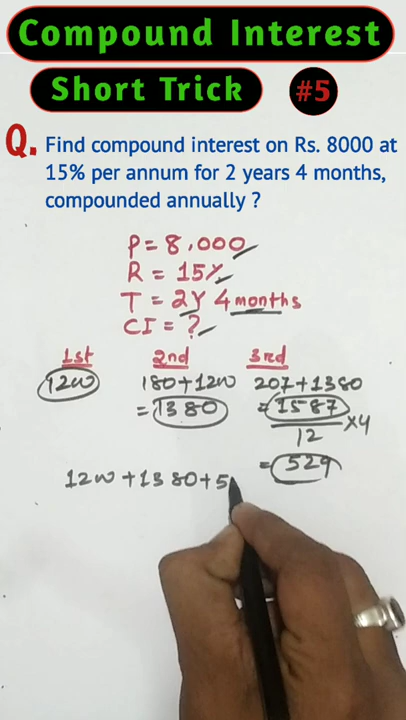 Compound Interest
Short Trick #5
Q. Find compound interest on Rs. 8000 at
15% per annum for 2 years 4 months,
compounded annually ?
P = 8,000
R = 15%
T = 2Y 4 months
CI = ?
1st 2nd 3rd
1200 180+1200 207+1380
= 1380 = 1587
12 ×4
= 529
1200+1380+5